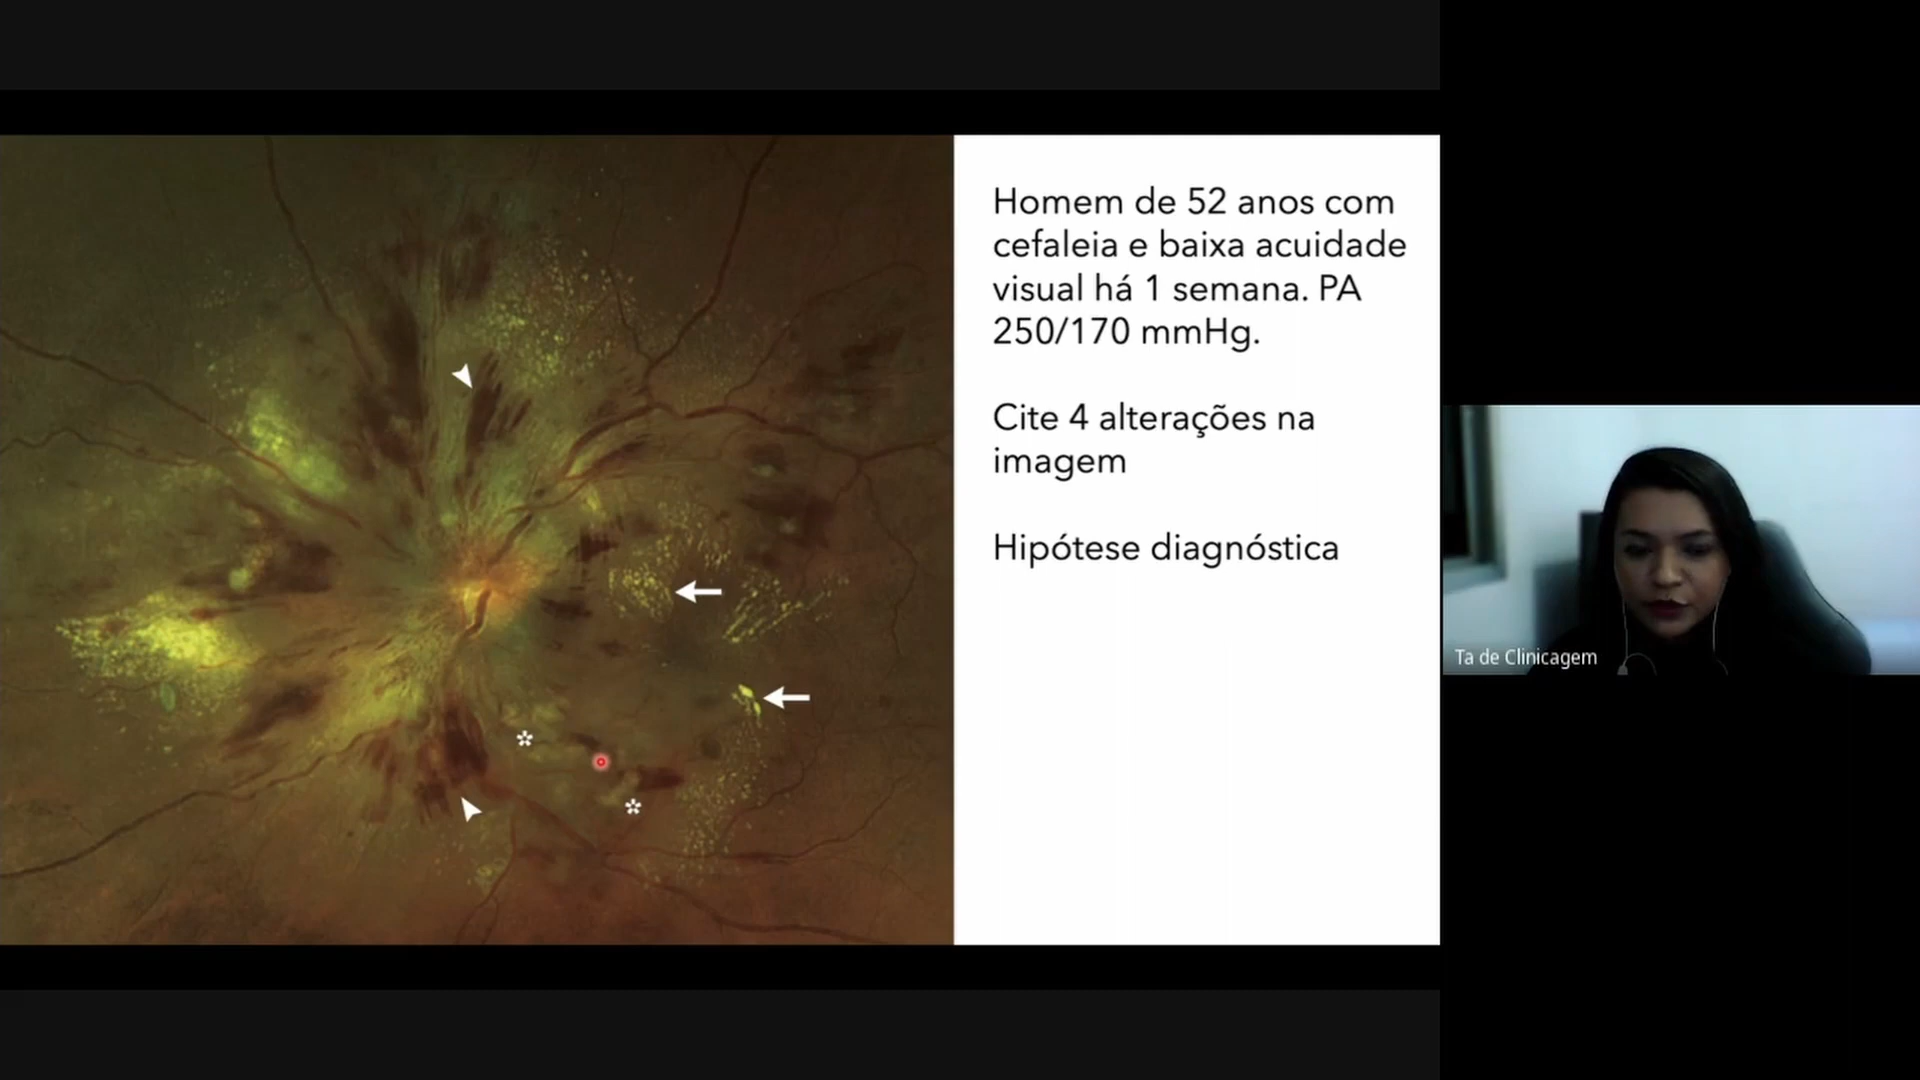 Homem de 52 anos com
cefaleia e baixa acuidade
visual há 1 semana. PA
250/170 mmHg.
Cite 4 alterações na
imagem
Hipótese diagnóstica
Ta de Clinicagem